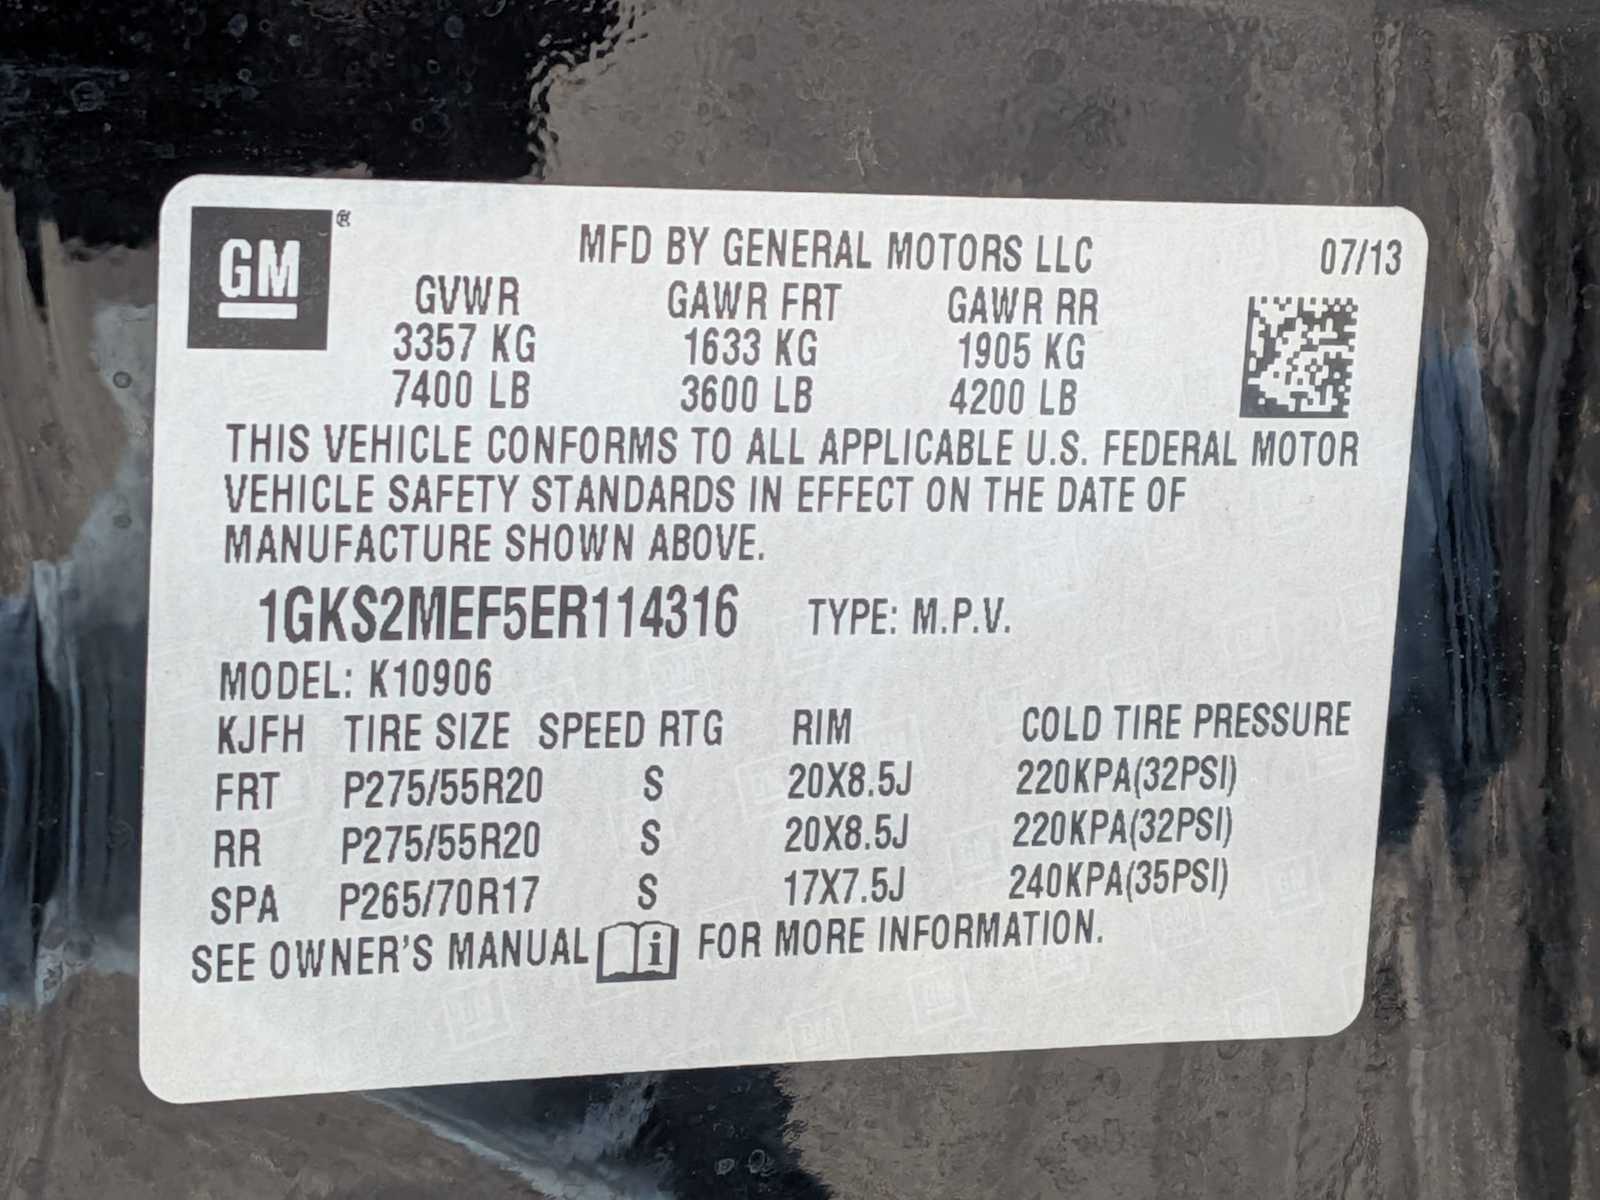 GM ®
MFD BY GENERAL MOTORS LLC 07/13
GVWR GAWR FRT GAWR RR
3357 KG 1633 KG 1905 KG
7400 LB 3600 LB 4200 LB
THIS VEHICLE CONFORMS TO ALL APPLICABLE U.S. FEDERAL MOTOR
VEHICLE SAFETY STANDARDS IN EFFECT ON THE DATE OF
MANUFACTURE SHOWN ABOVE.
1GKS2MEF5ER114316 TYPE: M.P.V.
MODEL: K10906
KJFH TIRE SIZE SPEED RTG RIM COLD TIRE PRESSURE
FRT P275/55R20 S 20X8.5J 220KPA(32PSI)
RR P275/55R20 S 20X8.5J 220KPA(32PSI)
SPA P265/70R17 S 17X7.5J 240KPA(35PSI)
SEE OWNER'S MANUAL i FOR MORE INFORMATION.